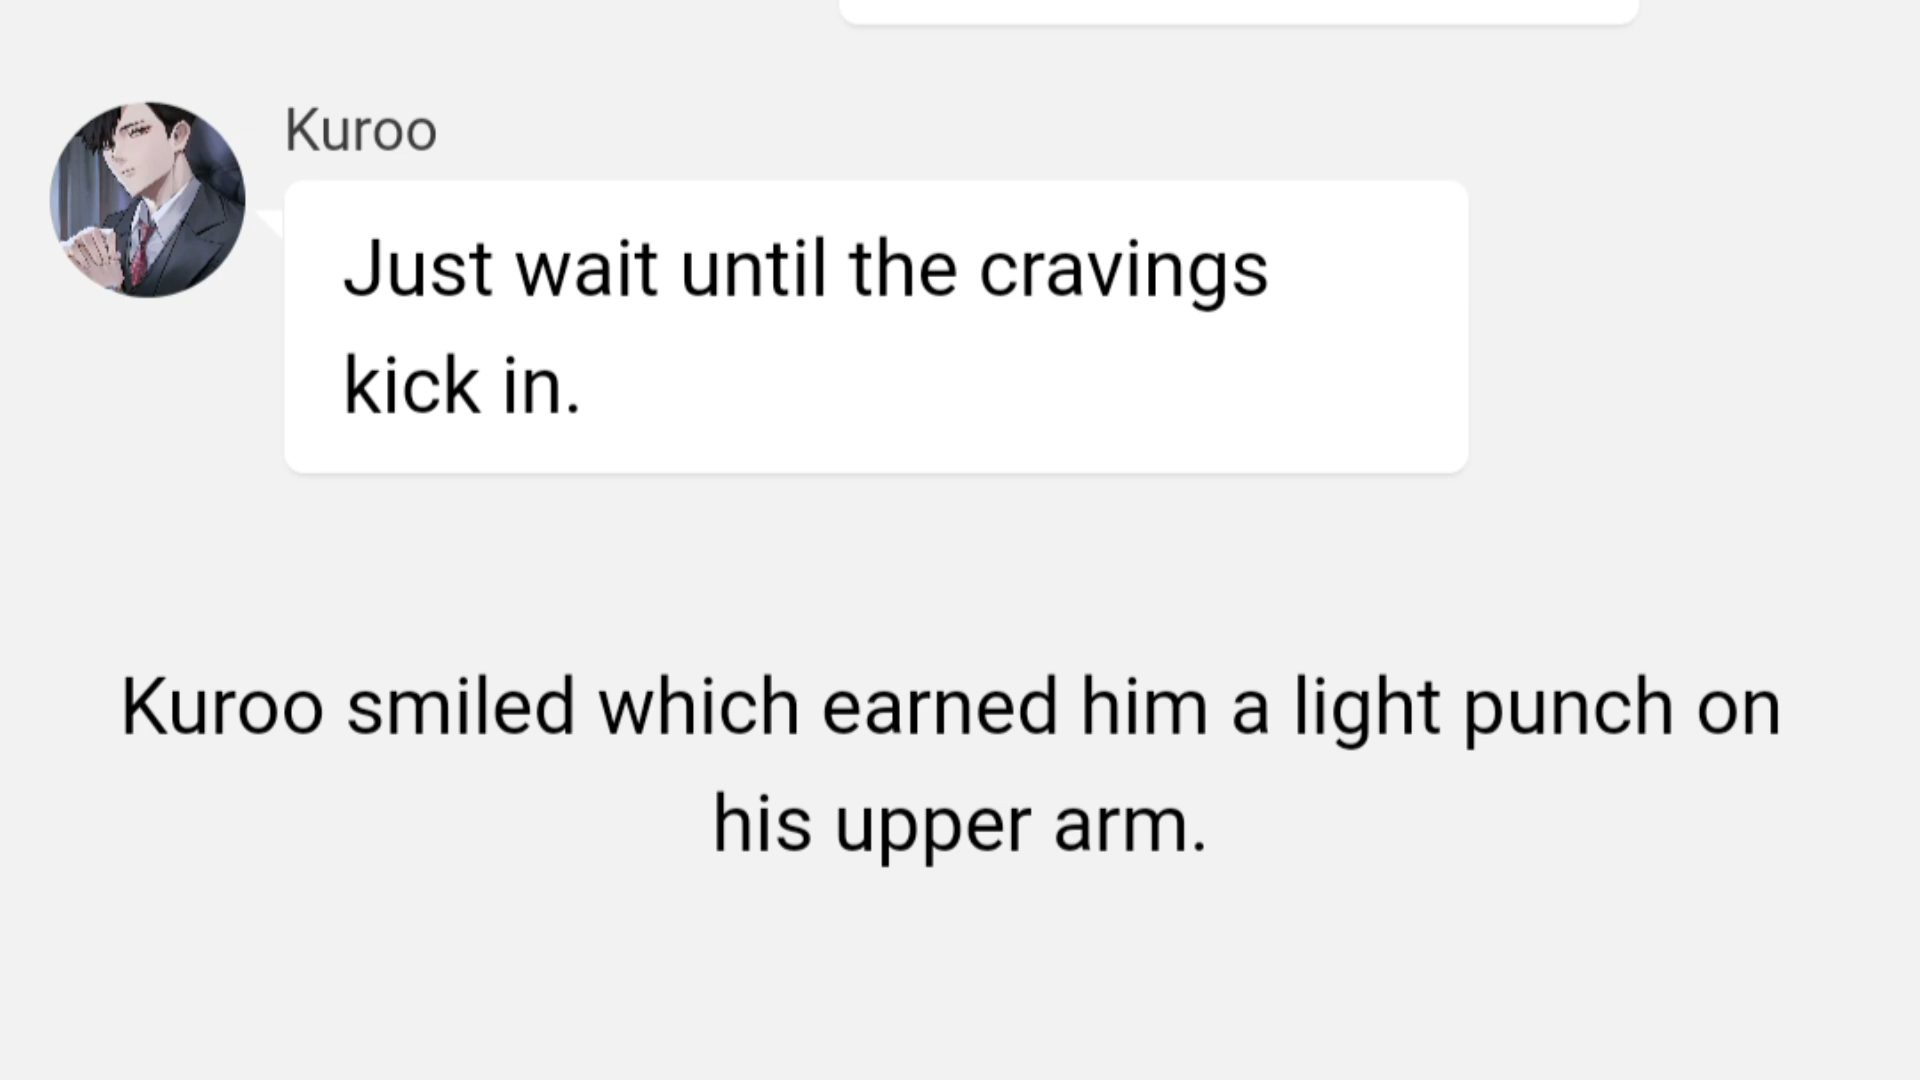 Kuroo
Just wait until the cravings
kick in.
Kuroo smiled which earned him a light punch on
his upper arm.